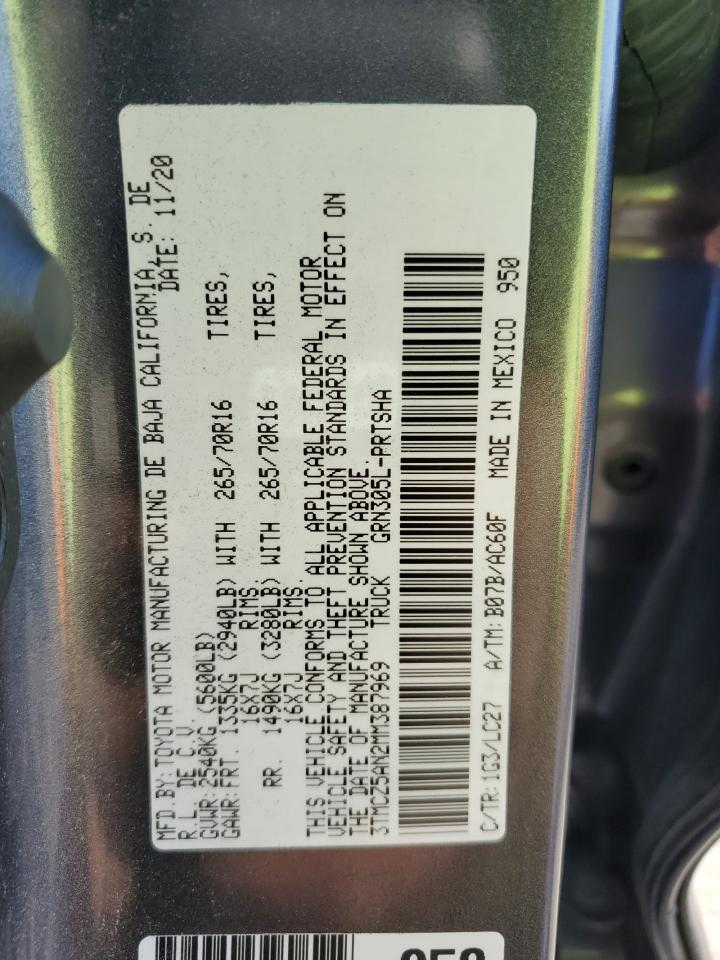 MFD.BY:TOYOTA MOTOR MANUFACTURING DE BAJA CALIFORNIA, S. DE
R.L. DE C.V. DATE: 11/20
GVWR:2540KG(5600LB)
GAWR:FRT. 1335KG (2940LB) WITH 265/70R16 TIRES,
16X7J RIMS
RR. 1490KG (3280LB) WITH 265/70R16 TIRES,
16X7J RIMS.
THIS VEHICLE CONFORMS TO ALL APPLICABLE FEDERAL MOTOR
VEHICLE SAFETY AND THEFT PREVENTION STANDARDS IN EFFECT ON
THE DATE OF MANUFACTURE SHOWN ABOVE.
3TMCZ5AN2MM387969 TRUCK GRN305L-PRTSHA
C/TR:1G3/LC27 A/TM:B07B/AC60F MADE IN MEXICO 950